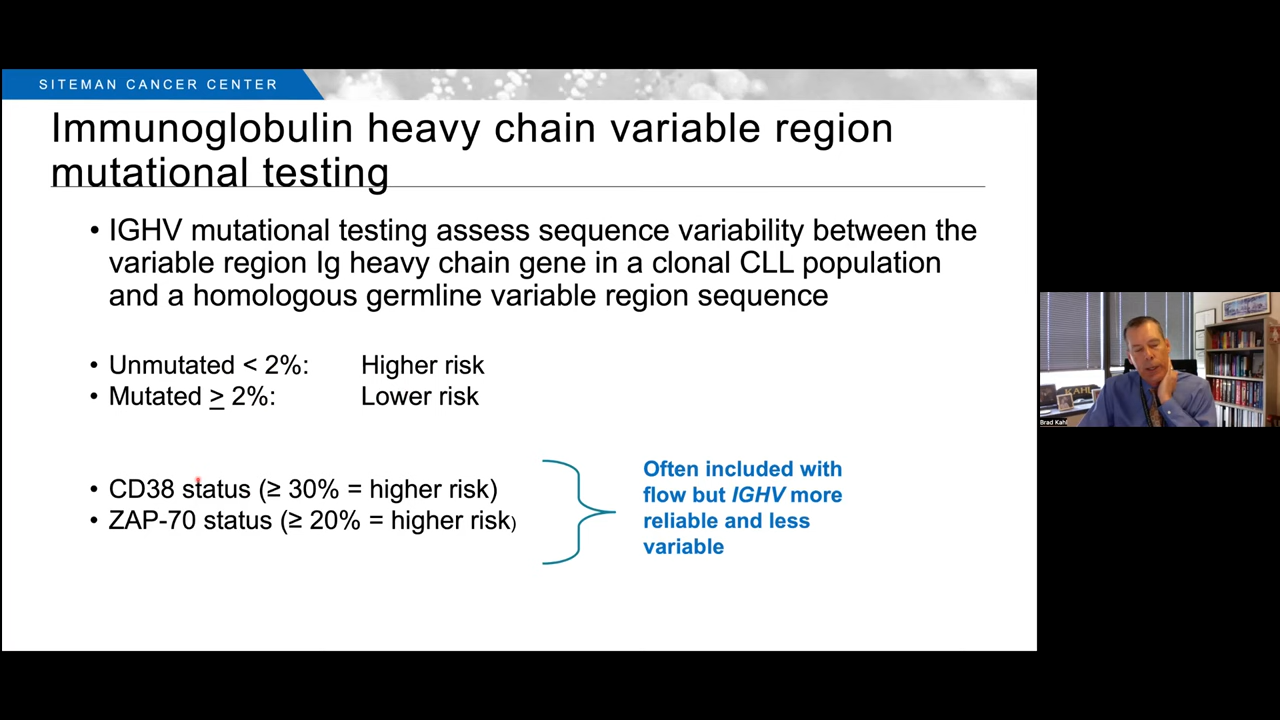 SITEMAN CANCER CENTER
Immunoglobulin heavy chain variable region
mutational testing
• IGHV mutational testing assess sequence variability between the
variable region Ig heavy chain gene in a clonal CLL population
and a homologous germline variable region sequence
• Unmutated < 2%: Higher risk
• Mutated ≥ 2%: Lower risk
• CD38 status (≥ 30% = higher risk)
• ZAP-70 status (≥ 20% = higher risk)
Often included with
flow but IGHV more
reliable and less
variable
KAHL
Brad Kahl